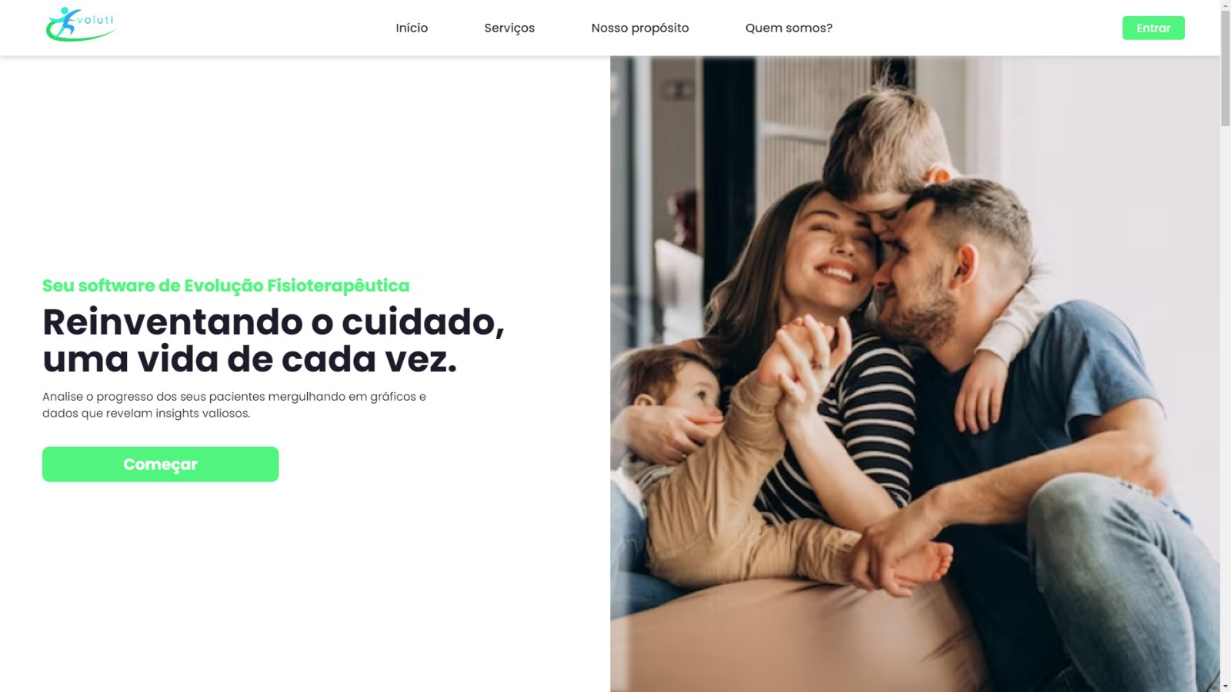 voluti
Início
Serviços
Nosso propósito
Quem somos?
Entrar
Seu software de Evolução Fisioterapêutica
Reinventando o cuidado,
uma vida de cada vez.
Analise o progresso dos seus pacientes mergulhando em gráficos e
dados que revelam insights valiosos.
Começar